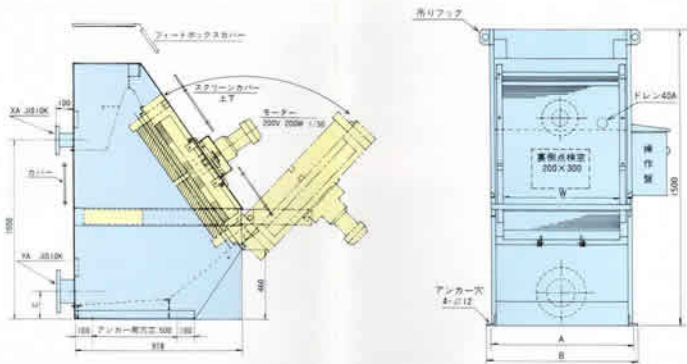 フィードボックスカバー
スクリーンカバー
上下
モーター
200V 200W 1/30
XA JIS10K
100
カバー
1050
YA JIS10K
C
460
100 アンカー用穴芯 500 100
918
吊りフック
ドレン40A
操作盤
裏側点検窓
200×300
W
1500
アンカー穴
4-∅12
A
B